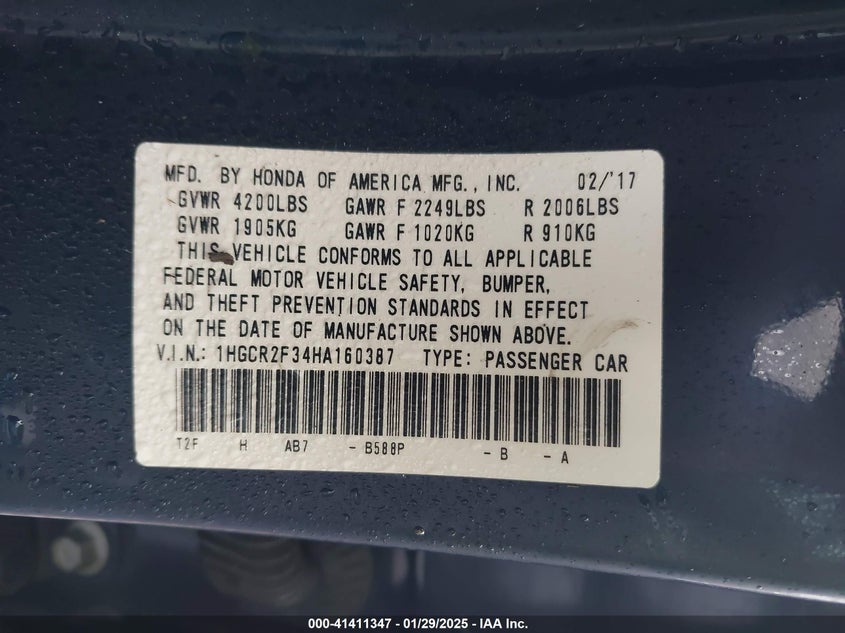 MFD. BY HONDA OF AMERICA MFG., INC. 02/'17
GVWR 4200LBS GAWR F 2249LBS R 2006LBS
GVWR 1905KG GAWR F 1020KG R 910KG
THIS VEHICLE CONFORMS TO ALL APPLICABLE
FEDERAL MOTOR VEHICLE SAFETY, BUMPER,
AND THEFT PREVENTION STANDARDS IN EFFECT
ON THE DATE OF MANUFACTURE SHOWN ABOVE.
V.I.N.: 1HGCR2F34HA160387 TYPE: PASSENGER CAR
T2F H AB7 - B588P - B - A
000-41411347 | 01/29/2025 - IAA Inc.